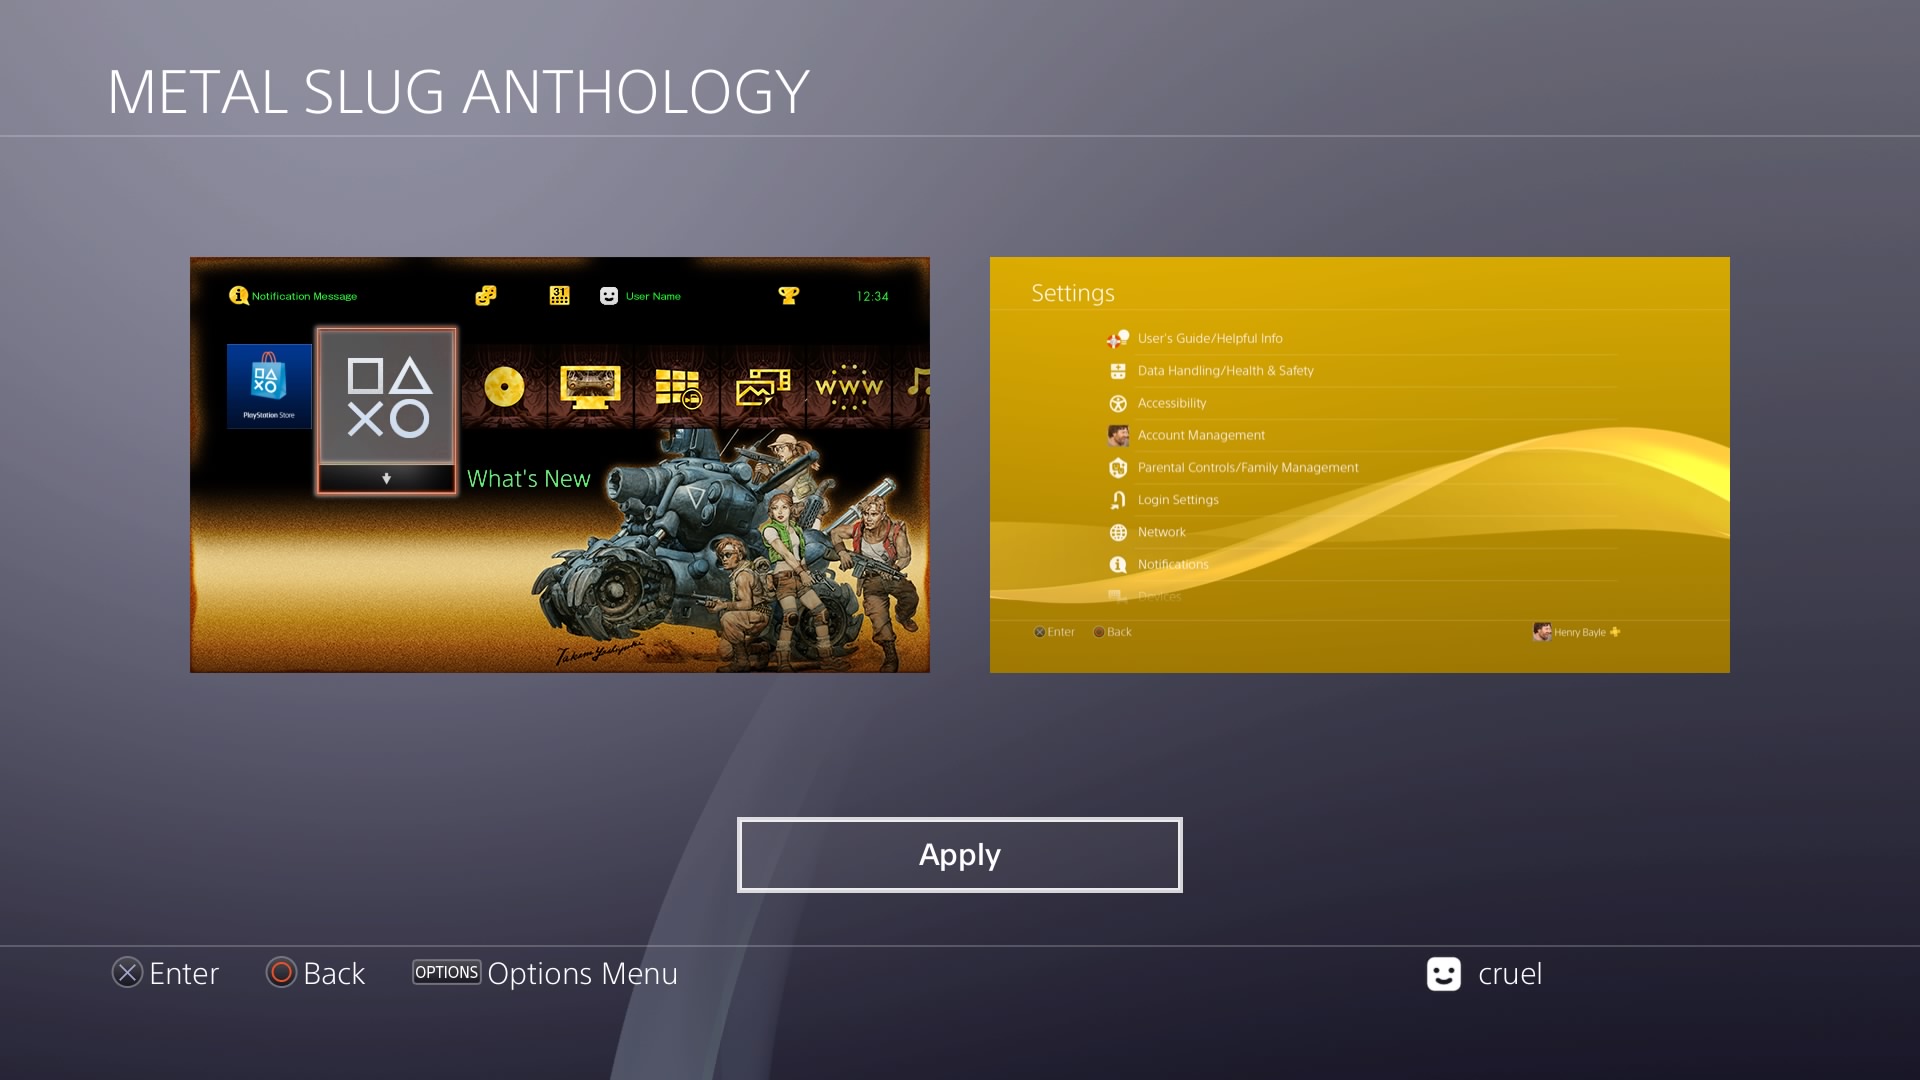 METAL SLUG ANTHOLOGY
Notification Message
31
User Name
12:34
PlayStation Store
WWW
What's New
Settings
User's Guide/Helpful Info
Data Handling/Health & Safety
Accessibility
Account Management
Parental Controls/Family Management
Login Settings
Network
Notifications
Devices
Enter
Back
Henry Bayle
Apply
Enter
Back
OPTIONS Options Menu
cruel